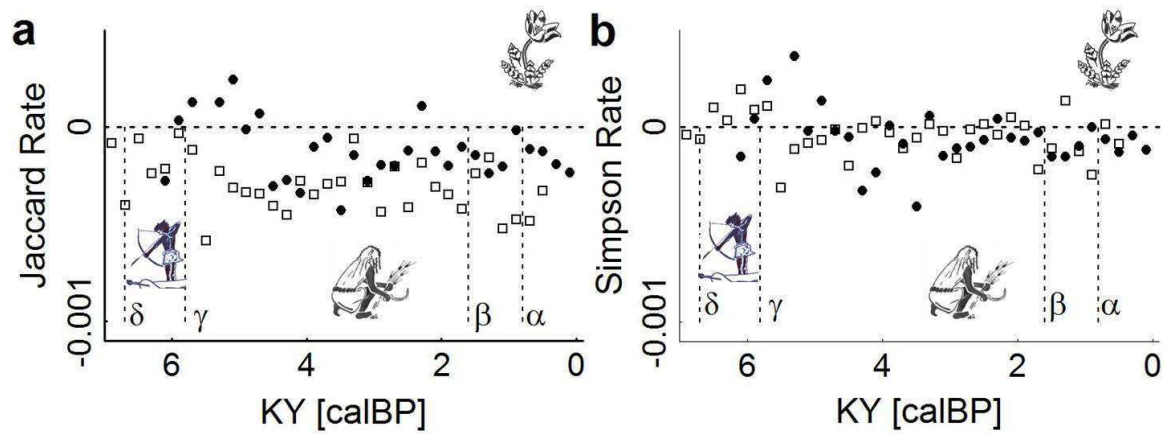 a
Jaccard Rate
0
-0.001
δ
γ
β
α
6
4
2
0
KY [calBP]
b
Simpson Rate
0
-0.001
δ
γ
β
α
6
4
2
0
KY [calBP]